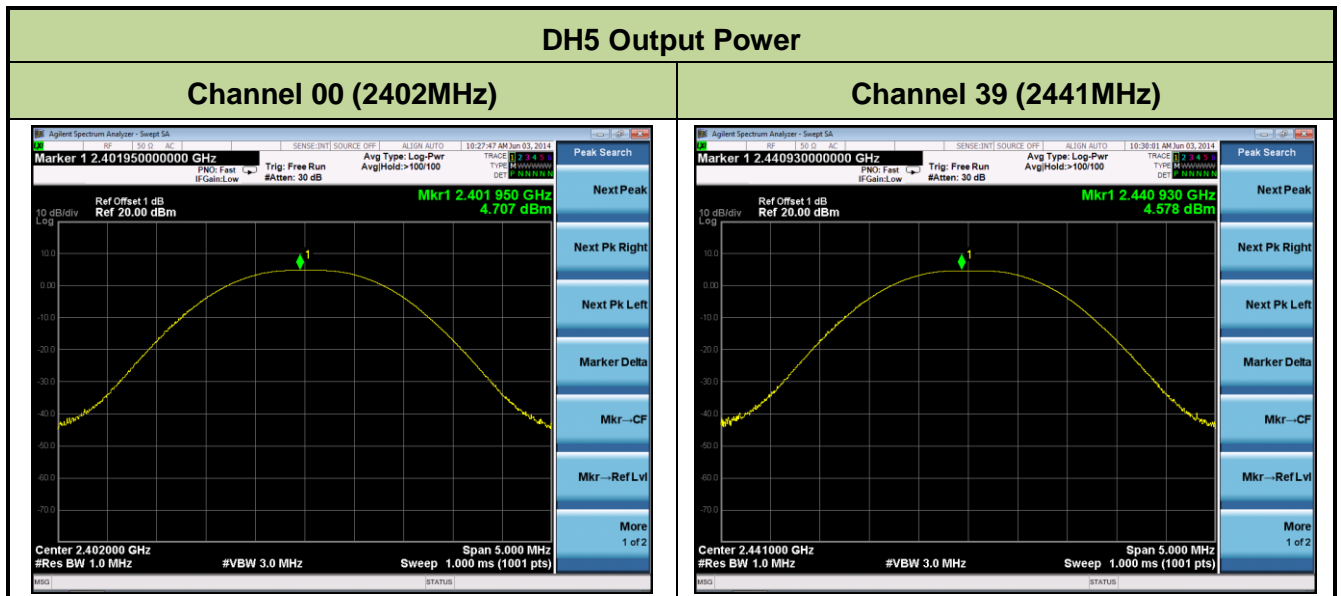 DH5 Output Power
Channel 00 (2402MHz)
Channel 39 (2441MHz)
Agilent Spectrum Analyzer - Swept SA
RF 50 Ω AC SENSE:INT SOURCE OFF ALIGN AUTO 10:27:47 AM Jun 03, 2014
Marker 1 2.401950000000 GHz
PNO: Fast
IFGain:Low
Trig: Free Run
#Atten: 30 dB
Avg Type: Log-Pwr
Avg|Hold:>100/100
TRACE 1 2 3 4 5 6
TYPE M WWWWW
DET P N N N N N
Mkr1 2.401 950 GHz
4.707 dBm
Ref Offset 1 dB
10 dB/div Ref 20.00 dBm
Log
10.0
0.00
-10.0
-20.0
-30.0
-40.0
-50.0
-60.0
-70.0
1
Center 2.402000 GHz Span 5.000 MHz
#Res BW 1.0 MHz #VBW 3.0 MHz Sweep 1.000 ms (1001 pts)
MSG STATUS
Peak Search
Next Peak
Next Pk Right
Next Pk Left
Marker Delta
Mkr→CF
Mkr→Ref Lvl
More
1 of 2
Agilent Spectrum Analyzer - Swept SA
RF 50 Ω AC SENSE:INT SOURCE OFF ALIGN AUTO 10:30:01 AM Jun 03, 2014
Marker 1 2.440930000000 GHz
PNO: Fast
IFGain:Low
Trig: Free Run
#Atten: 30 dB
Avg Type: Log-Pwr
Avg|Hold:>100/100
TRACE 1 2 3 4 5 6
TYPE M WWWWW
DET P N N N N N
Mkr1 2.440 930 GHz
4.578 dBm
Ref Offset 1 dB
10 dB/div Ref 20.00 dBm
Log
10.0
0.00
-10.0
-20.0
-30.0
-40.0
-50.0
-60.0
-70.0
1
Center 2.441000 GHz Span 5.000 MHz
#Res BW 1.0 MHz #VBW 3.0 MHz Sweep 1.000 ms (1001 pts)
MSG STATUS
Peak Search
Next Peak
Next Pk Right
Next Pk Left
Marker Delta
Mkr→CF
Mkr→Ref Lvl
More
1 of 2